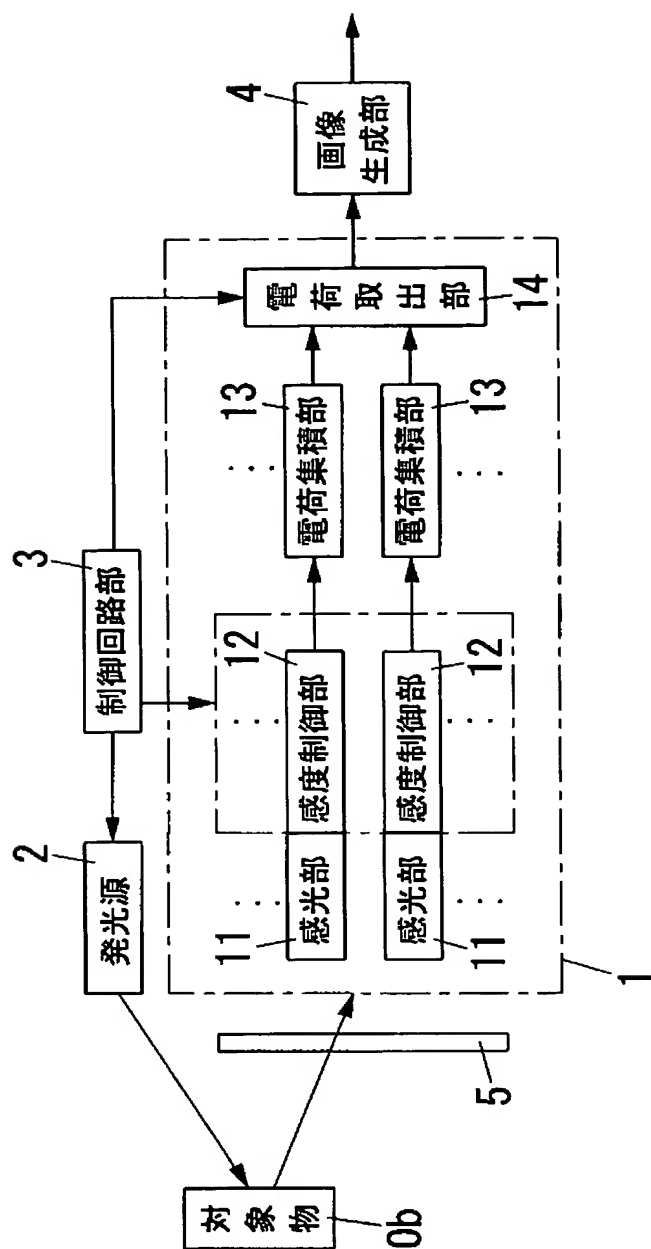 3
制御回路部
2
発光源
4
画像
生成部
12
13
11
感光部
感度制御部
電荷集積部
電荷取出部
14
12
13
感光部
感度制御部
電荷集積部
11
対象物
Ob
5
1